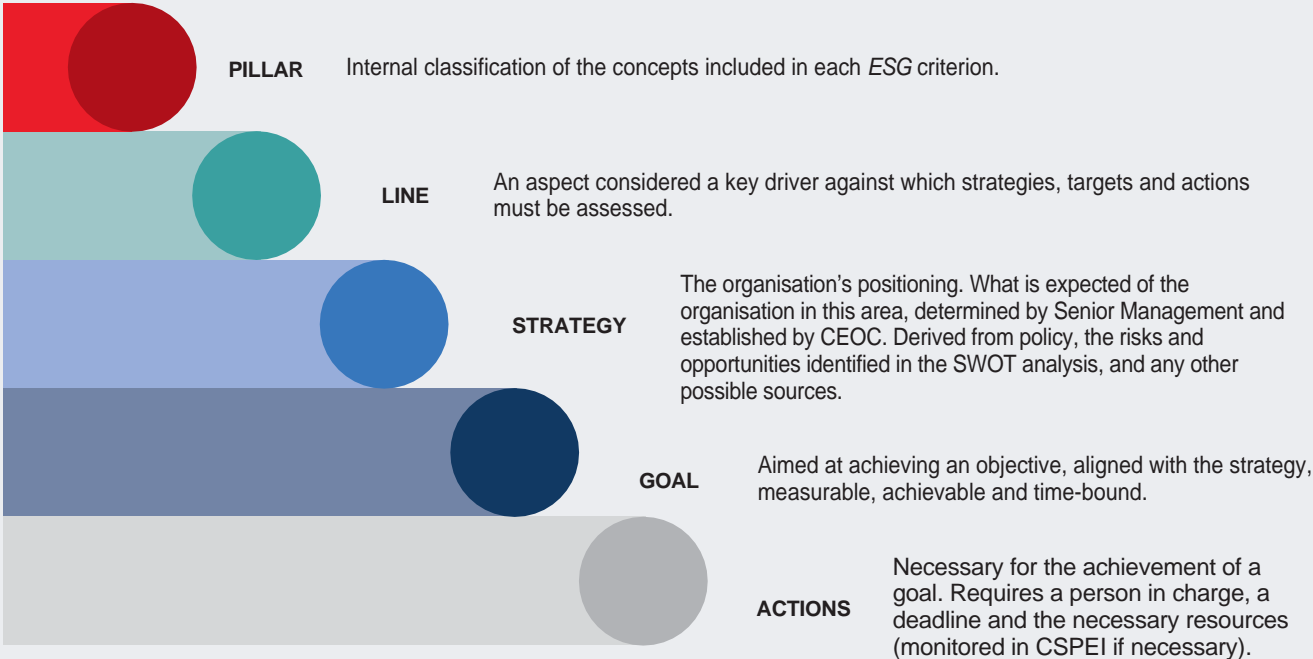 PILLAR
Internal classification of the concepts included in each ESG criterion.
LINE
An aspect considered a key driver against which strategies, targets and actions
must be assessed.
STRATEGY
The organisation’s positioning. What is expected of the
organisation in this area, determined by Senior Management and
established by CEOC. Derived from policy, the risks and
opportunities identified in the SWOT analysis, and any other
possible sources.
GOAL
Aimed at achieving an objective, aligned with the strategy,
measurable, achievable and time-bound.
ACTIONS
Necessary for the achievement of a
goal. Requires a person in charge, a
deadline and the necessary resources
(monitored in CSPEI if necessary).